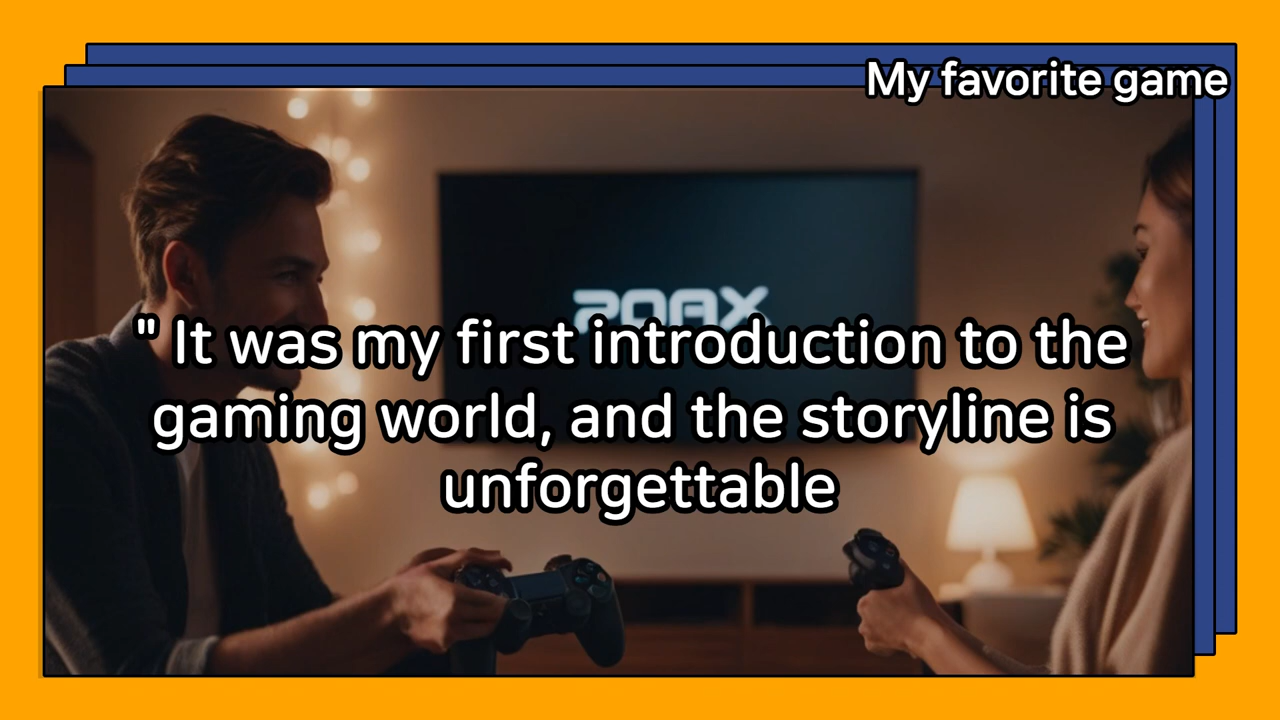 My favorite game
" It was my first introduction to the
gaming world, and the storyline is
unforgettable